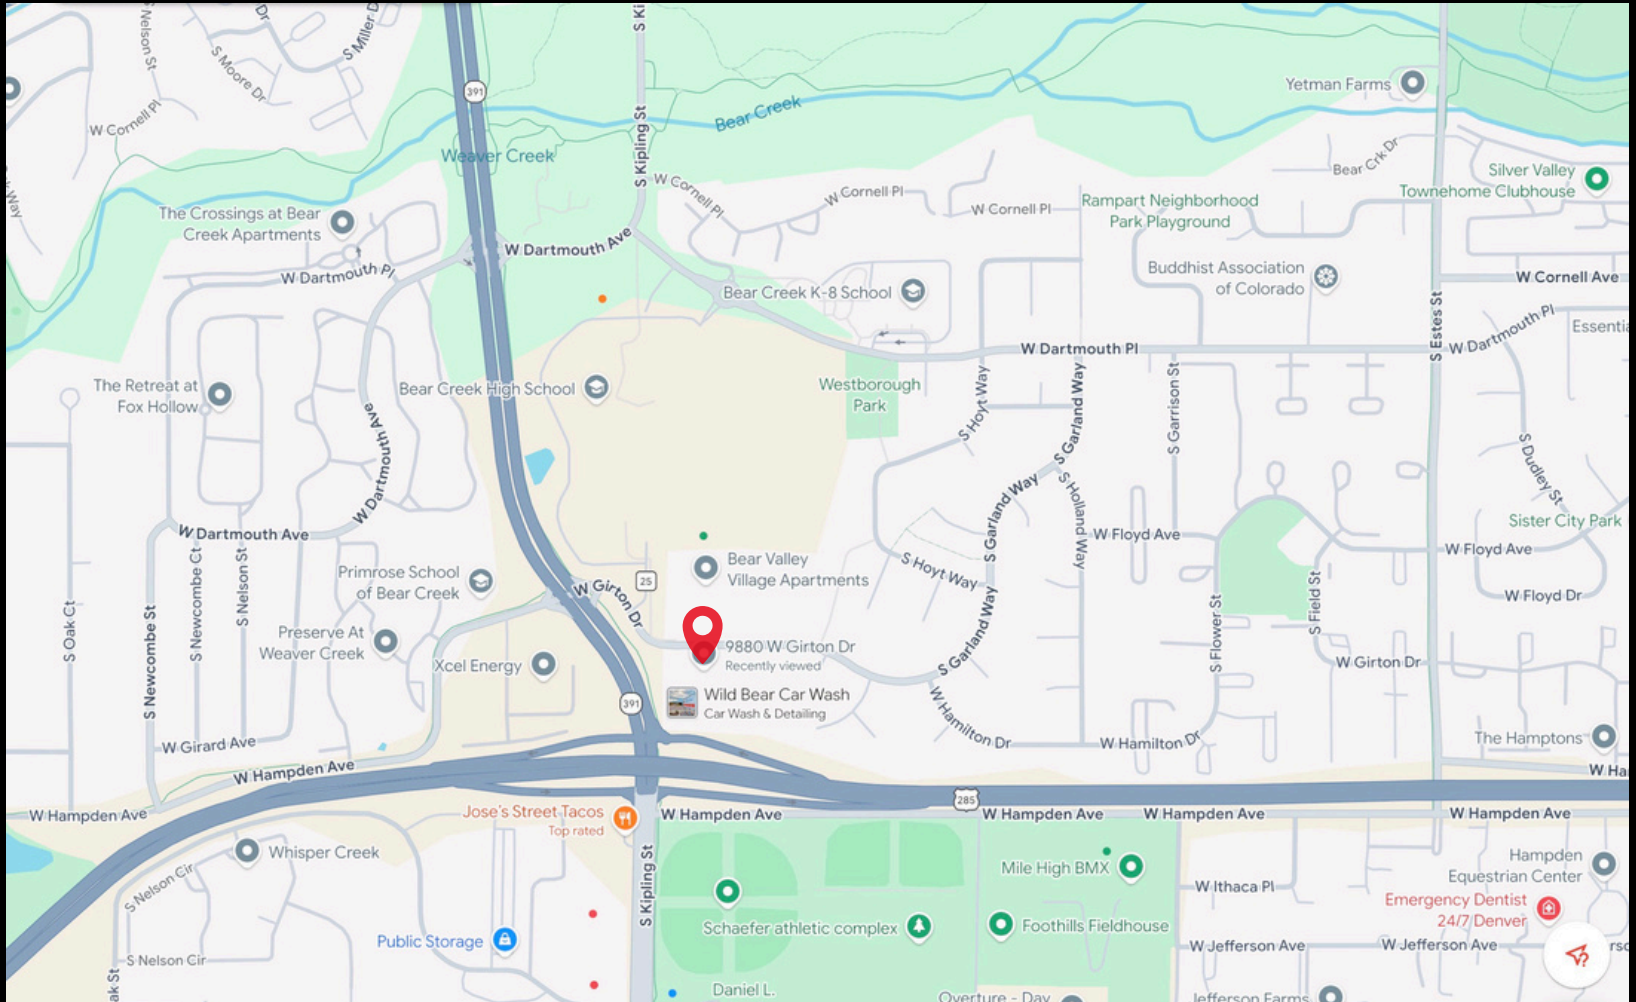 S Nelson St
Dr
S Miller D
S Moore Dr
W Cornell Pl
391
S Ki
S Kipling St
Bear Creek
Weaver Creek
Yetman Farms
Bear Crk Dr
Silver Valley
Townehome Clubhouse
W Cornell Pl
W Cornell Pl
W Cornell Pl
Rampart Neighborhood
Park Playground
The Crossings at Bear
Creek Apartments
W Dartmouth Ave
W Dartmouth Pl
Bear Creek K-8 School
Buddhist Association
of Colorado
W Cornell Ave
S Estes St
W Dartmouth Pl
Essentia
W Dartmouth Pl
The Retreat at
Fox Hollow
Bear Creek High School
Westborough
Park
S Hoyt Way
S Garland Way
S Garrison St
W Dartmouth Ave
S Dudley St
S Garland Way
S Holland Way
W Dartmouth Ave
W Floyd Ave
Sister City Park
W Floyd Ave
Bear Valley
Village Apartments
S Hoyt Way
Primrose School
of Bear Creek
25
W Girton Dr
W Floyd Dr
S Oak Ct
S Newcombe St
S Newcombe Ct
S Nelson St
S Flower St
S Field St
Preserve At
Weaver Creek
9880 W Girton Dr
Recently viewed
S Garland Way
W Girton Dr
Xcel Energy
Wild Bear Car Wash
Car Wash & Detailing
391
W Hamilton Dr
W Hamilton Dr
The Hamptons
W Girard Ave
W Hampden Ave
W Ha
285
W Hampden Ave
Jose's Street Tacos
Top rated
W Hampden Ave
W Hampden Ave
W Hampden Ave
W Hampden Ave
Whisper Creek
S Nelson Cir
S Kipling St
Mile High BMX
Hampden
Equestrian Center
W Ithaca Pl
Emergency Dentist
24/7 Denver
Public Storage
Schaefer athletic complex
Foothills Fieldhouse
W Jefferson Ave
W Jefferson Ave
S Nelson Cir
Daniel L.
Overture - Day
Jefferson Farms